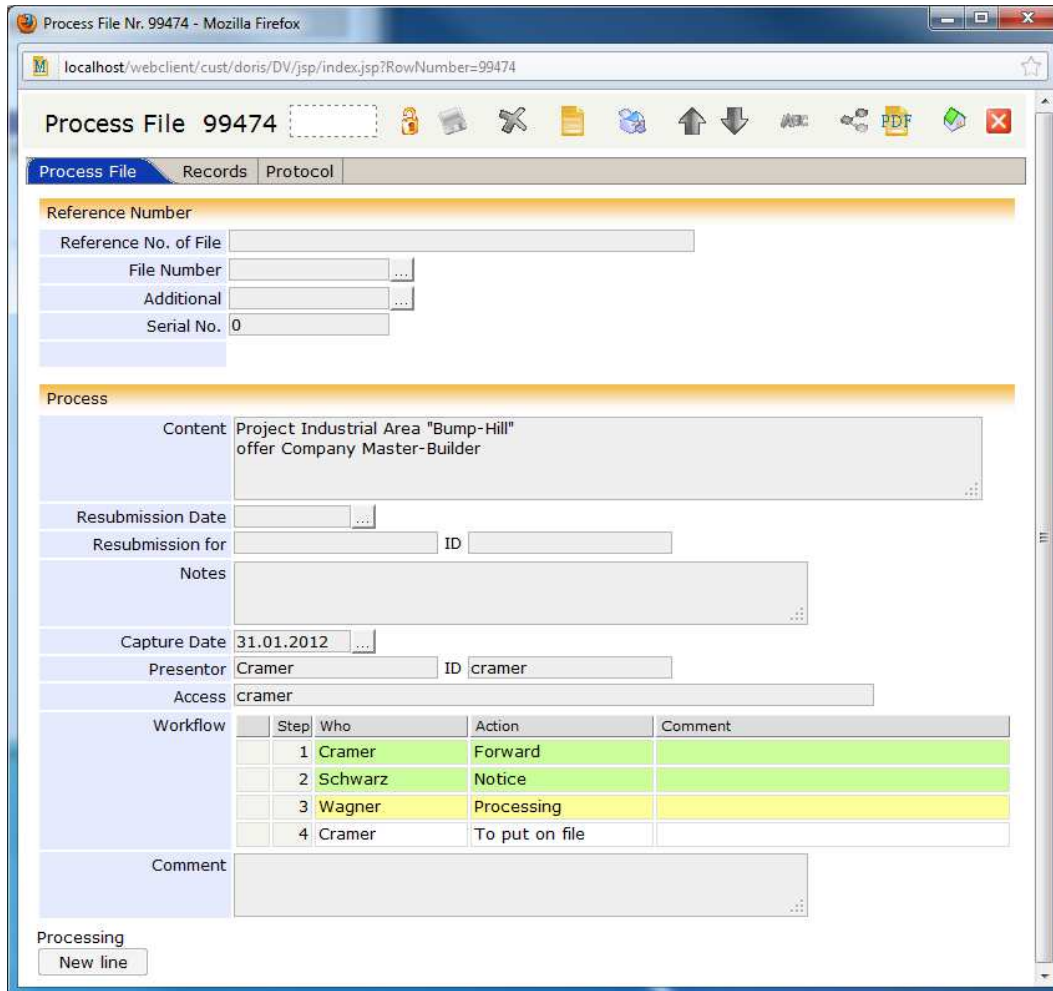 Process File Nr. 99474 - Mozilla Firefox
localhost/webclient/cust/doris/DV/jsp/index.jsp?RowNumber=99474
Process File 99474
ABC
PDF
Process File Records Protocol
Reference Number
Reference No. of File
File Number ...
Additional ...
Serial No. 0
Process
Content Project Industrial Area "Bump-Hill"
offer Company Master-Builder
Resubmission Date ...
Resubmission for ID
Notes
Capture Date 31.01.2012 ...
Presentor Cramer ID cramer
Access cramer
Workflow Step Who Action Comment
1 Cramer Forward
2 Schwarz Notice
3 Wagner Processing
4 Cramer To put on file
Comment
Processing
New line